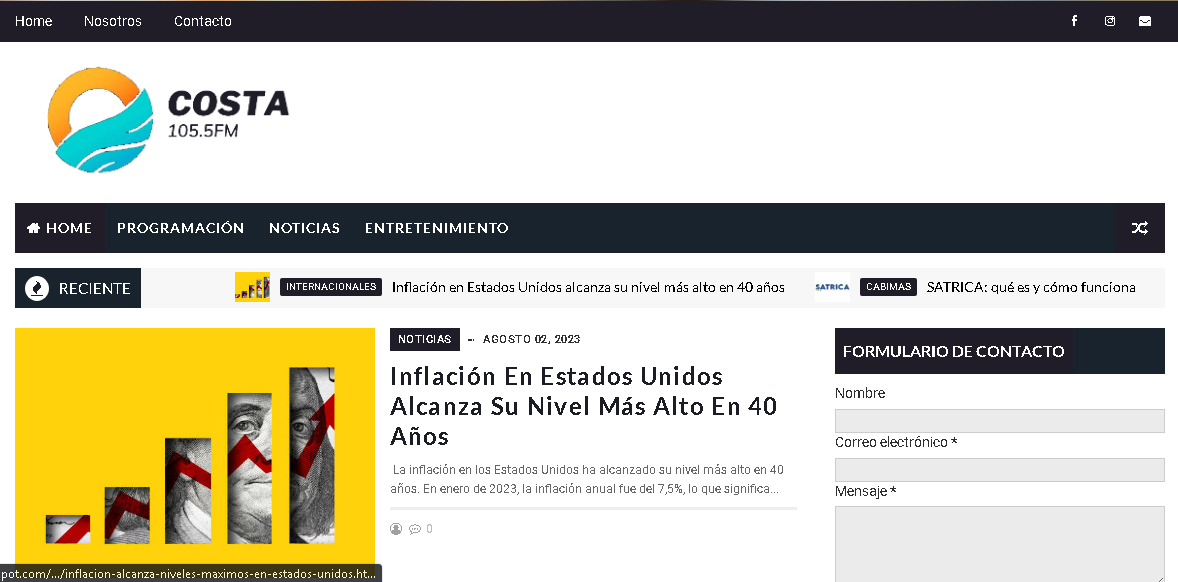 Home Nosotros Contacto
COSTA
105.5FM
HOME PROGRAMACIÓN NOTICIAS ENTRETENIMIENTO
RECIENTE INTERNACIONALES Inflación en Estados Unidos alcanza su nivel más alto en 40 años SATRICA CABIMAS SATRICA: qué es y cómo funciona
NOTICIAS - AGOSTO 02, 2023
Inflación En Estados Unidos
Alcanza Su Nivel Más Alto En 40
Años
La inflación en los Estados Unidos ha alcanzado su nivel más alto en 40
años. En enero de 2023, la inflación anual fue del 7,5%, lo que significa...
0
FORMULARIO DE CONTACTO
Nombre
Correo electrónico *
Mensaje *
pot.com/.../inflacion-alcanza-niveles-maximos-en-estados-unidos.ht...